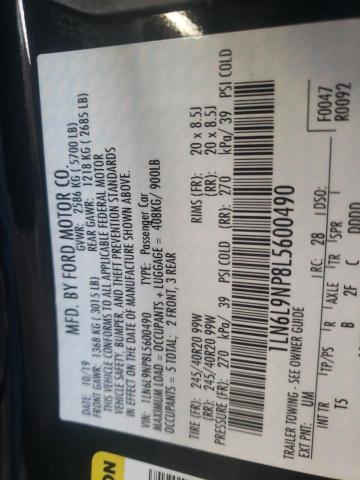 MFD. BY FORD MOTOR CO.
DATE: 10/19 GVWR: 2586 KG (5700 LB)
FRONT GAWR: 1368 KG (3015 LB) REAR GAWR: 1218 KG (2685 LB)
THIS VEHICLE CONFORMS TO ALL APPLICABLE FEDERAL MOTOR
VEHICLE SAFETY, BUMPER, AND THEFT PREVENTION STANDARDS
IN EFFECT ON THE DATE OF MANUFACTURE SHOWN ABOVE.
VIN: 1LN6L9NP8L5600490 TYPE: Passenger Car
MAXIMUM LOAD = OCCUPANTS + LUGGAGE = 408KG/ 900LB
OCCUPANTS = 5 TOTAL: 2 FRONT, 3 REAR
TIRE (FR): 245/40R20 99W RIMS (FR): 20 x 8.5J
(RR): 245/40R20 99W (RR): 20 x 8.5J
PRESSURE (FR): 270 kPa/ 39 PSI COLD (RR): 270 kPa/ 39 PSI COLD
1LN6L9NP8L5600490
TRAILER TOWING - SEE OWNER GUIDE
EXT PNT: UM RC: 28 DSO: F0047
R0092
INT TR TP/PS R AXLE TR SPR
T5 B 2F C DDDD